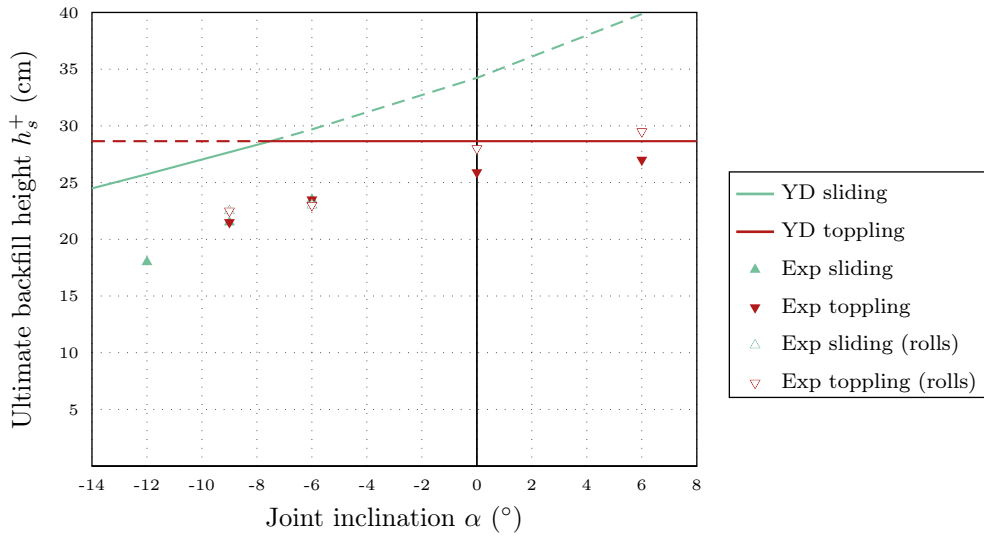 40
35
30
25
20
15
10
5
-14 -12 -10 -8 -6 -4 -2 0 2 4 6 8
Ultimate backfill height $h_s^+$ (cm)
Joint inclination α (°)
YD sliding
YD toppling
Exp sliding
Exp toppling
Exp sliding (rolls)
Exp toppling (rolls)